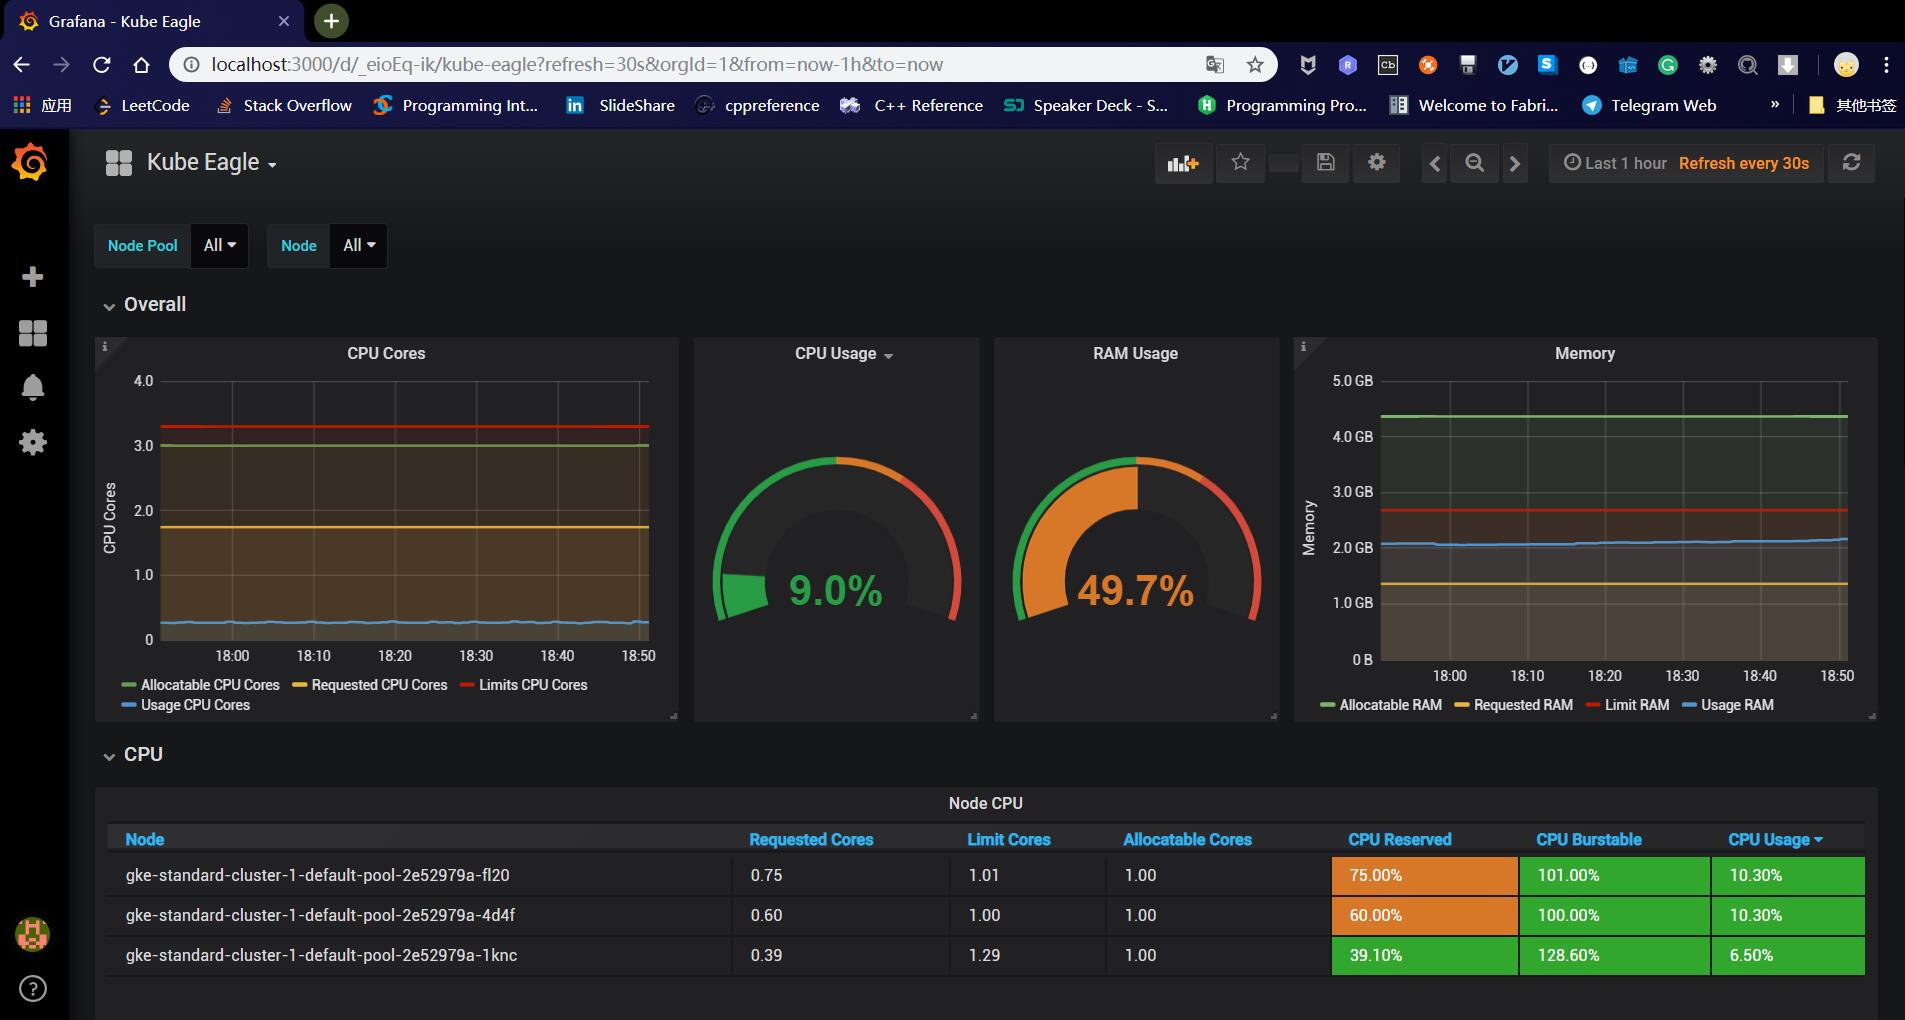 Grafana - Kube Eagle
localhost:3000/d/_eioEq-ik/kube-eagle?refresh=30s&orgId=1&from=now-1h&to=now
应用 LeetCode Stack Overflow Programming Int... SlideShare cppreference C++ Reference Speaker Deck - S... Programming Pro... Welcome to Fabri... Telegram Web » 其他书签
Kube Eagle
Last 1 hour Refresh every 30s
Node Pool All Node All
Overall
CPU Cores
4.0
3.0
2.0
1.0
0
CPU Cores
18:00 18:10 18:20 18:30 18:40 18:50
Allocatable CPU Cores Requested CPU Cores Limits CPU Cores
Usage CPU Cores
CPU Usage
9.0%
RAM Usage
49.7%
Memory
5.0 GB
4.0 GB
3.0 GB
2.0 GB
1.0 GB
0 B
Memory
18:00 18:10 18:20 18:30 18:40 18:50
Allocatable RAM Requested RAM Limit RAM Usage RAM
CPU
Node CPU
Node Requested Cores Limit Cores Allocatable Cores CPU Reserved CPU Burstable CPU Usage
gke-standard-cluster-1-default-pool-2e52979a-fl20 0.75 1.01 1.00 75.00% 101.00% 10.30%
gke-standard-cluster-1-default-pool-2e52979a-4d4f 0.60 1.00 1.00 60.00% 100.00% 10.30%
gke-standard-cluster-1-default-pool-2e52979a-1knc 0.39 1.29 1.00 39.10% 128.60% 6.50%